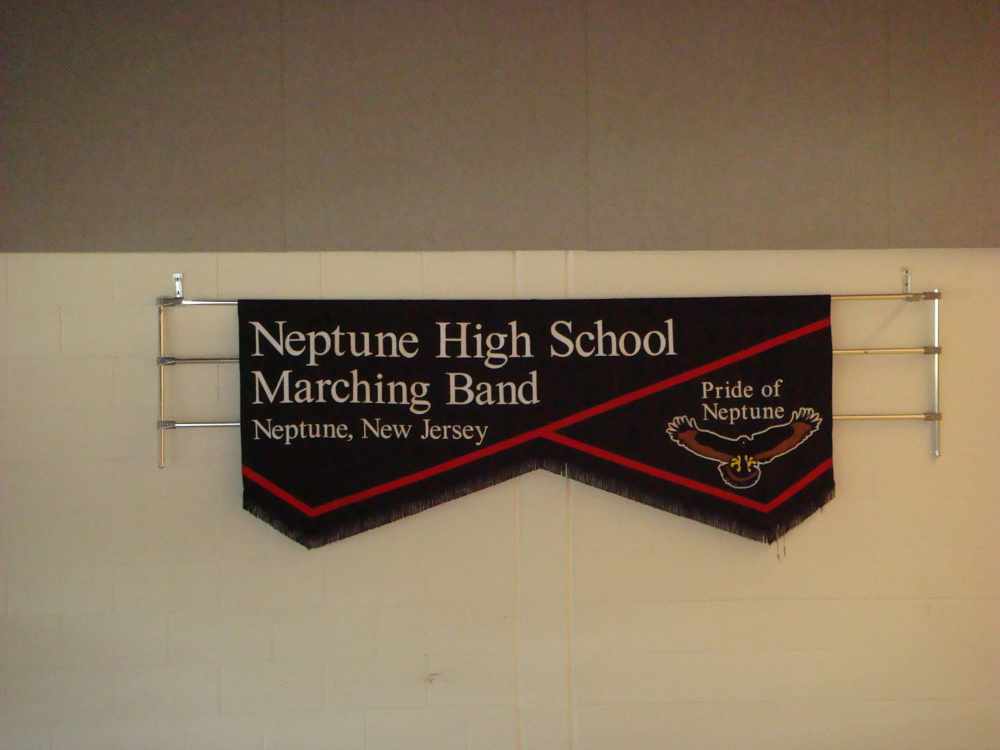 Neptune High School
Marching Band
Neptune, New Jersey
Pride of
Neptune